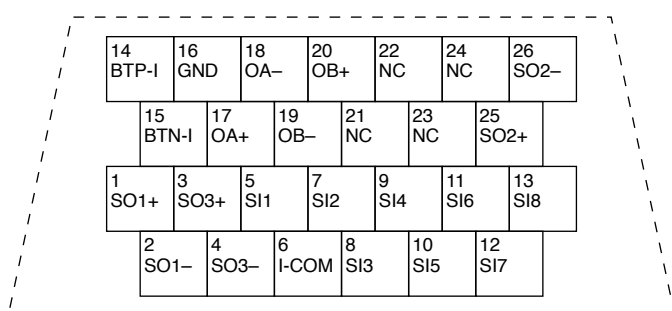 14 16 18 20 22 24 26
BTP-I GND OA– OB+ NC NC SO2–
15 17 19 21 23 25
BTN-I OA+ OB– NC NC SO2+
1 3 5 7 9 11 13
SO1+ SO3+ SI1 SI2 SI4 SI6 SI8
2 4 6 8 10 12
SO1– SO3– I-COM SI3 SI5 SI7